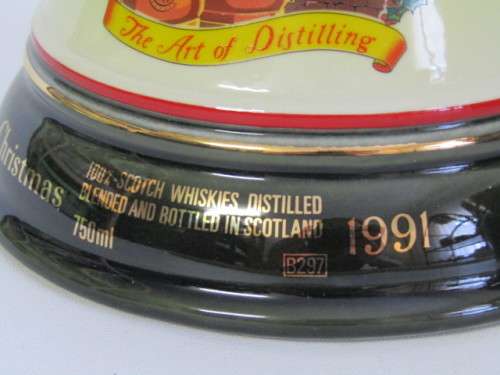 The Art of Distilling
Christmas
750ml
100% SCOTCH WHISKIES DISTILLED
BLENDED AND BOTTLED IN SCOTLAND
B297
1991